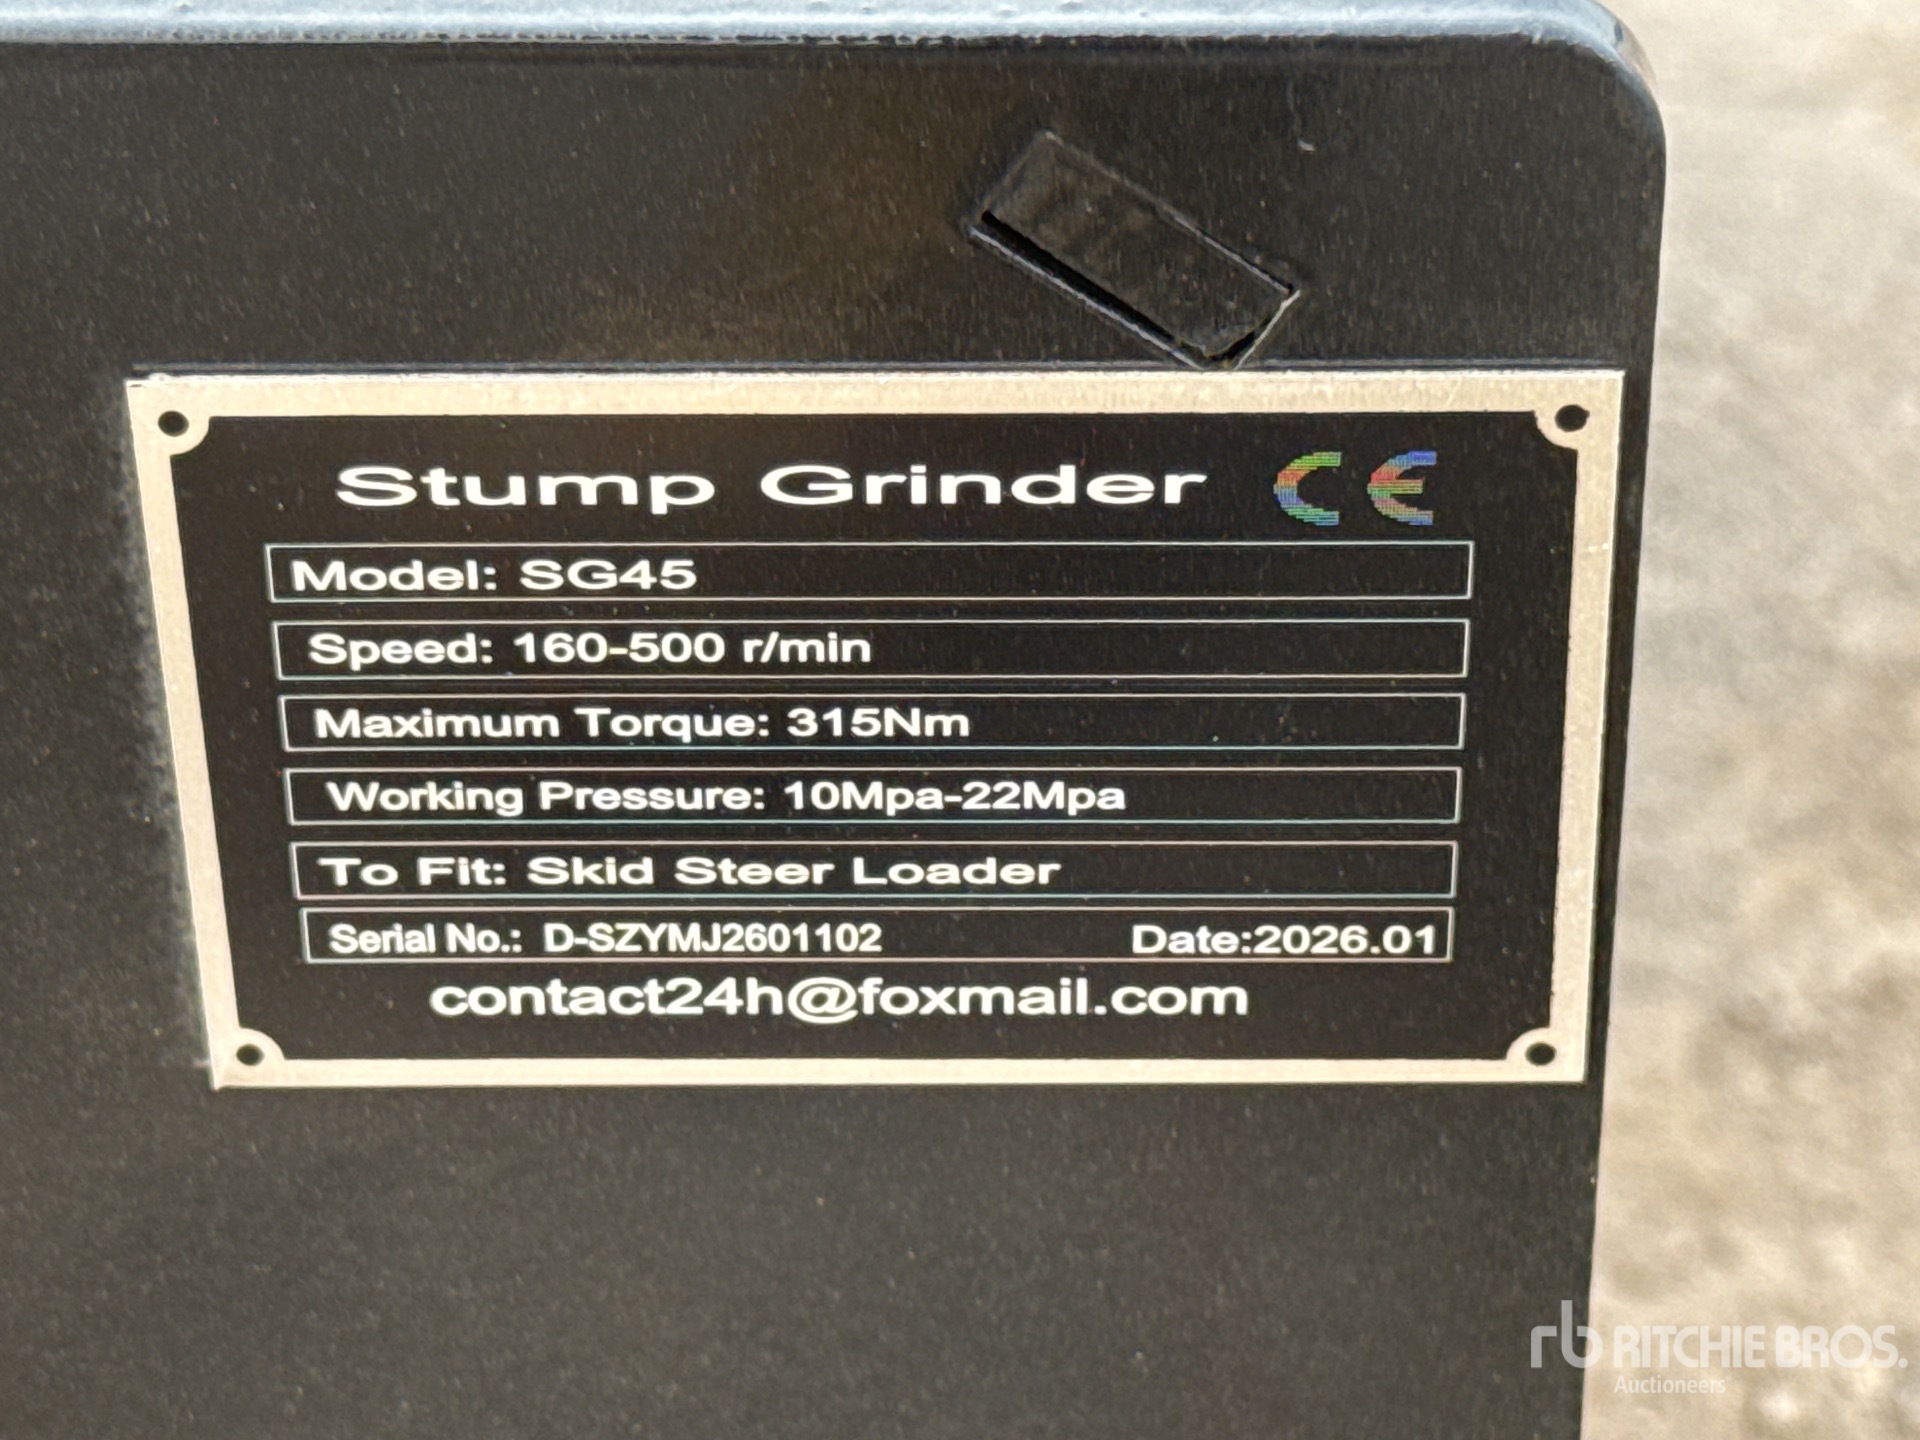 Stump Grinder CE
Model: SG45
Speed: 160-500 r/min
Maximum Torque: 315Nm
Working Pressure: 10Mpa-22Mpa
To Fit: Skid Steer Loader
Serial No.: D-SZYMJ2601102 Date:2026.01
contact24h@foxmail.com
rb RITCHIE BROS.
Auctioneers